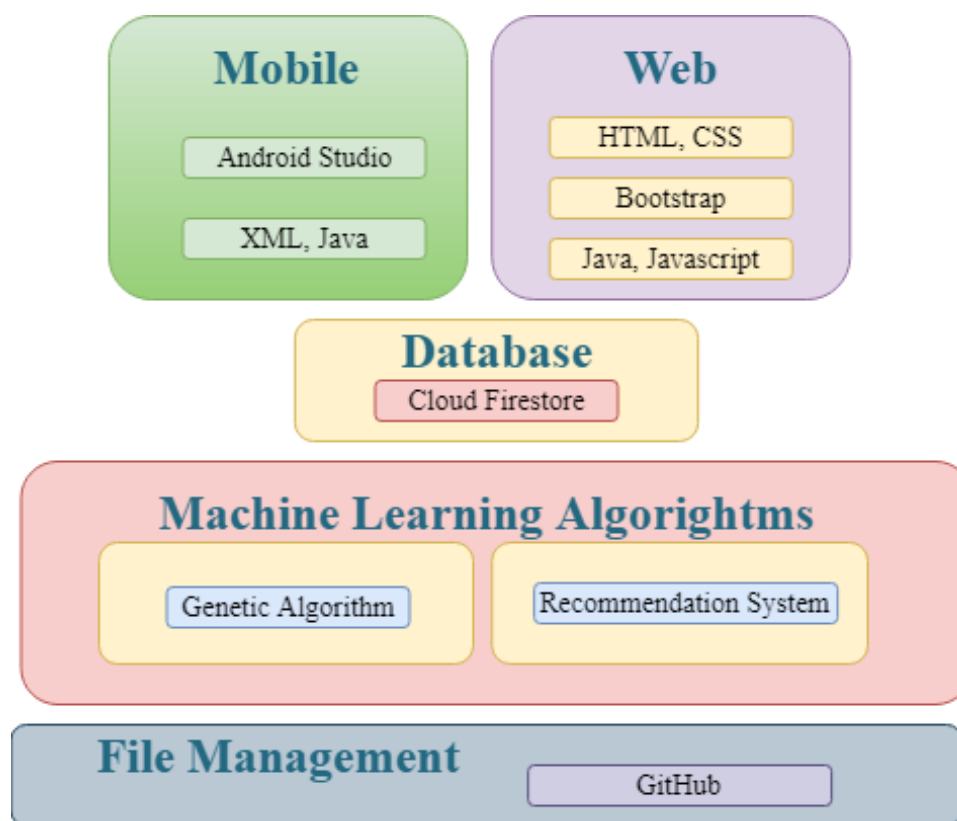 Mobile
Android Studio
XML, Java
Web
HTML, CSS
Bootstrap
Java, Javascript
Database
Cloud Firestore
Machine Learning Algorightms
Genetic Algorithm
Recommendation System
File Management
GitHub